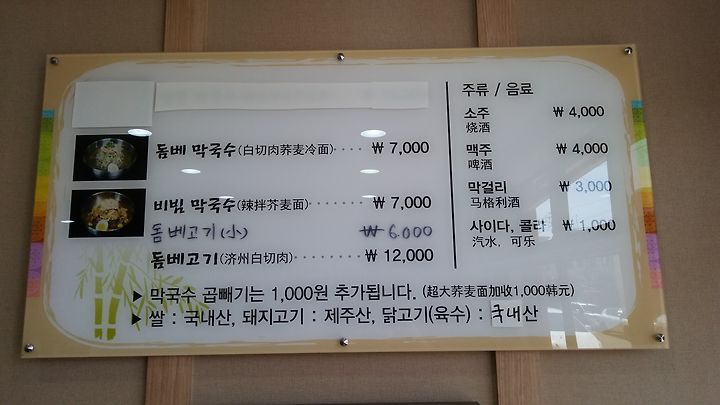 돔베 막국수(白切肉荞麦冷面)····· ₩ 7,000
비빔 막국수(辣拌芥麦面)········ ₩ 7,000
돔베고기(小) ₩ 6.000
돔베고기(济州白切肉)·········· ₩ 12,000
주류 / 음료
소주 ₩ 4,000
烧酒
맥주 ₩ 4,000
啤酒
막걸리 ₩ 3,000
马格利酒
사이다, 콜라 ₩ 1,000
汽水, 可乐
▶ 막국수 곱빼기는 1,000원 추가됩니다. (超大荞麦面加收1,000韩元)
▶ 쌀 : 국내산, 돼지고기 : 제주산, 닭고기(육수) : 국내산